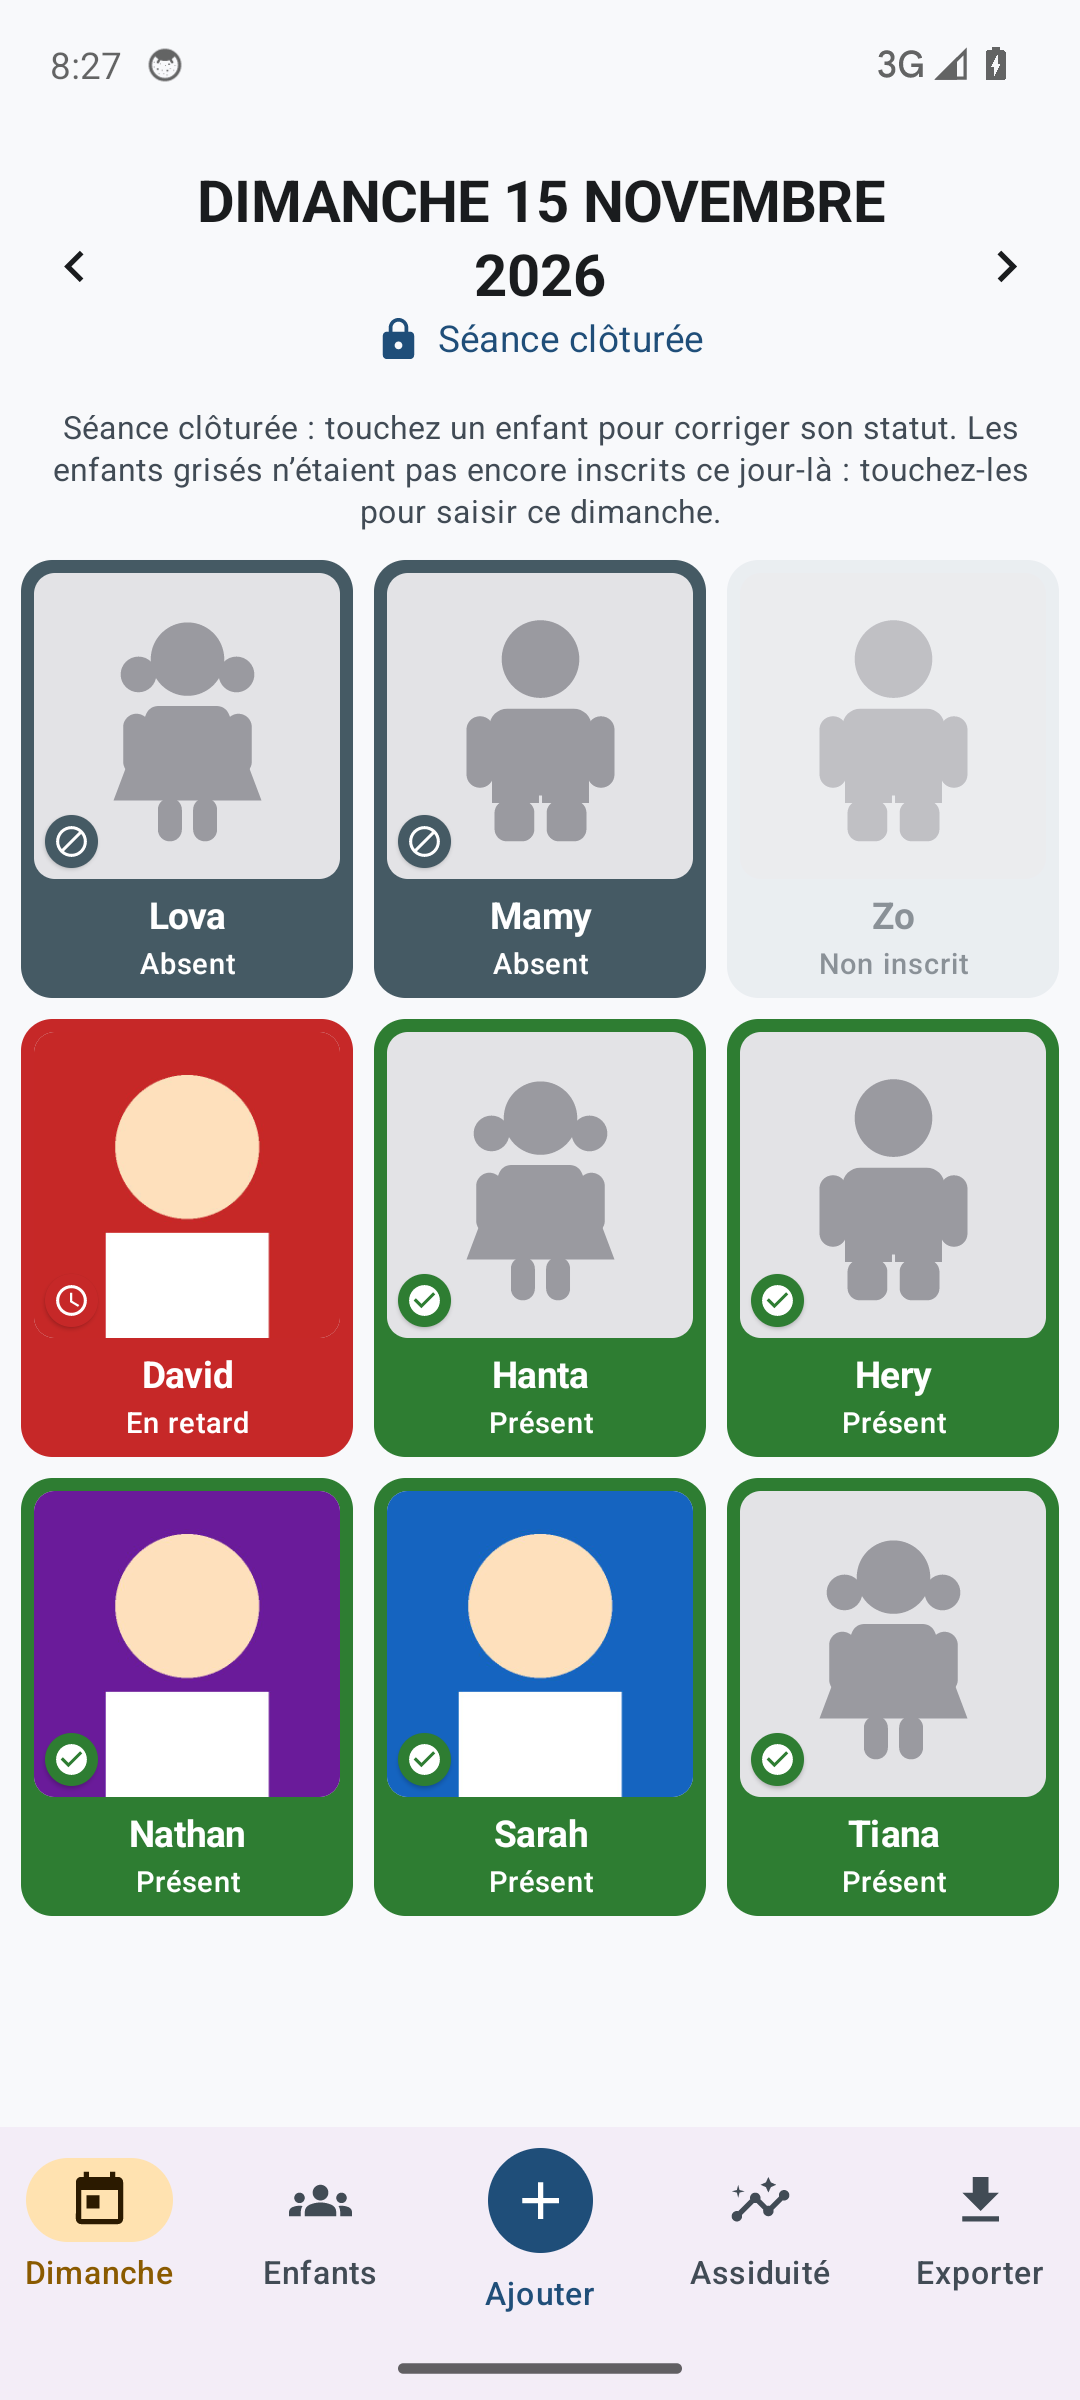 8:27
3G
DIMANCHE 15 NOVEMBRE
2026
Séance clôturée
Séance clôturée : touchez un enfant pour corriger son statut. Les
enfants grisés n’étaient pas encore inscrits ce jour-là : touchez-les
pour saisir ce dimanche.
Lova
Absent
Mamy
Absent
Zo
Non inscrit
David
En retard
Hanta
Présent
Hery
Présent
Nathan
Présent
Sarah
Présent
Tiana
Présent
Dimanche
Enfants
Ajouter
Assiduité
Exporter